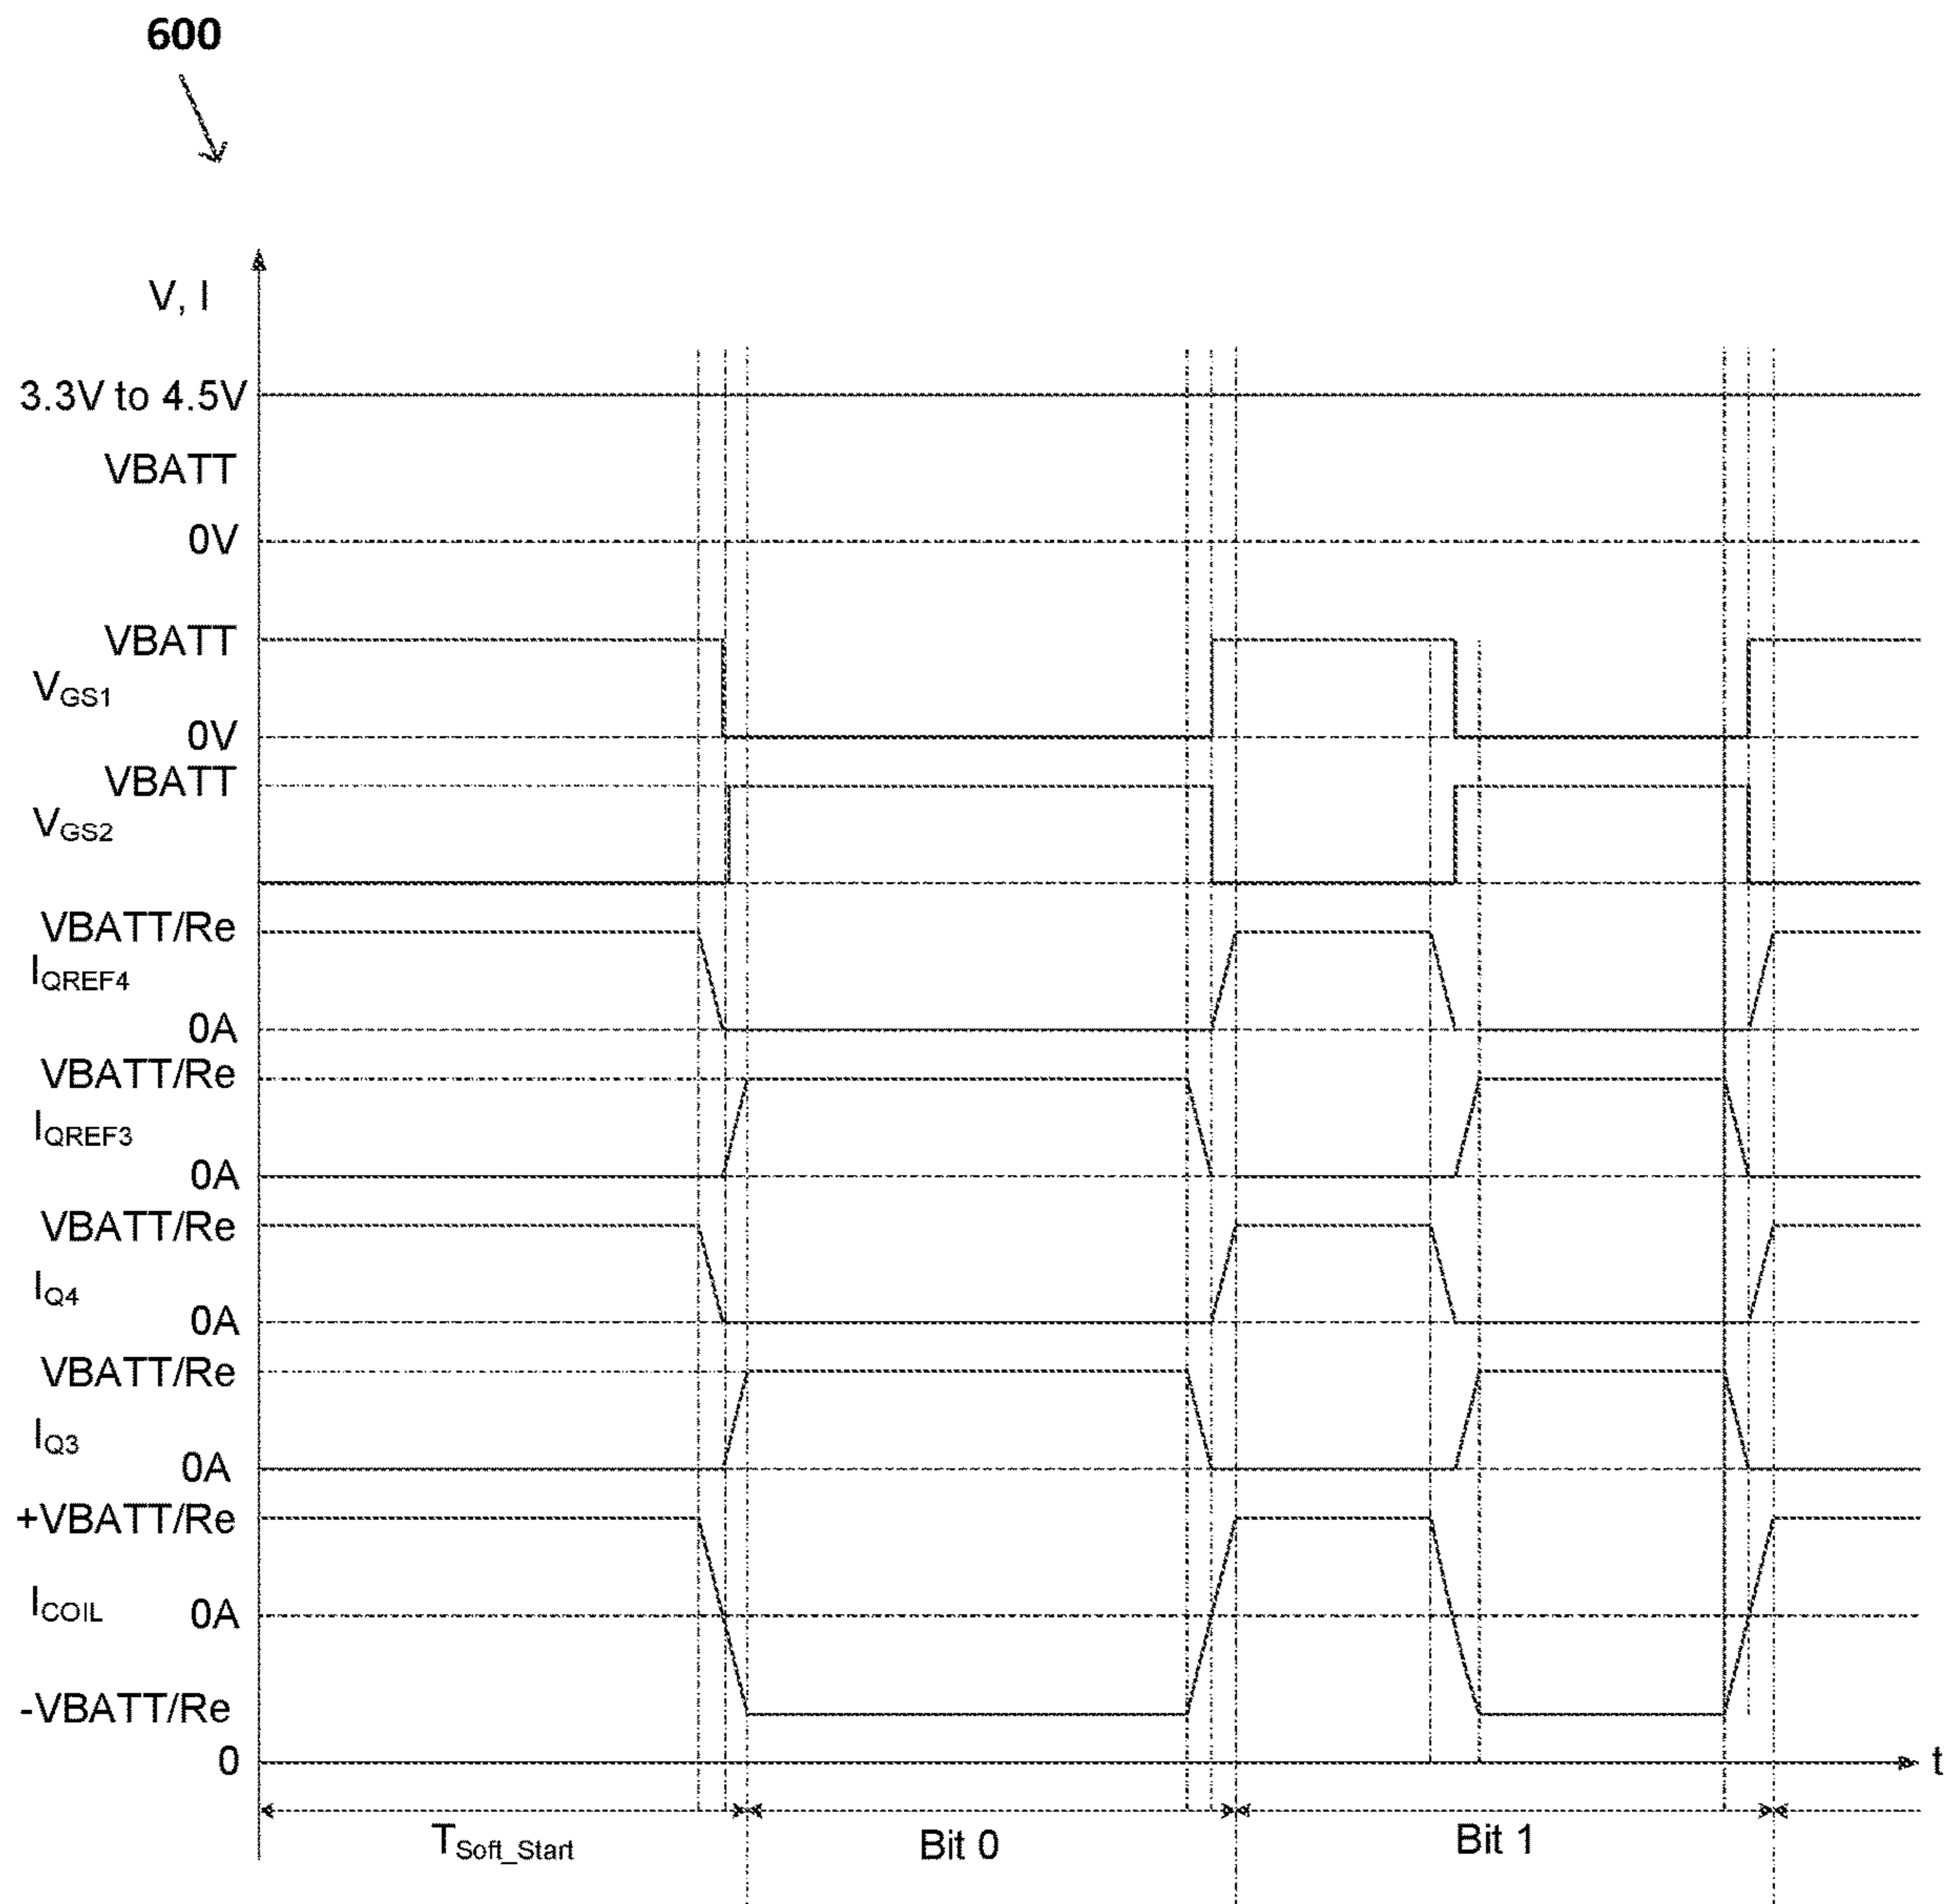 600
V, I
3.3V to 4.5V
VBATT
0V
VBATT
VGS1
0V
VBATT
VGS2
VBATT/Re
IQREF4
0A
VBATT/Re
IQREF3
0A
VBATT/Re
IQ4
0A
VBATT/Re
IQ3
0A
+VBATT/Re
ICOIL 0A
-VBATT/Re
0 t
TSoft_Start Bit 0 Bit 1